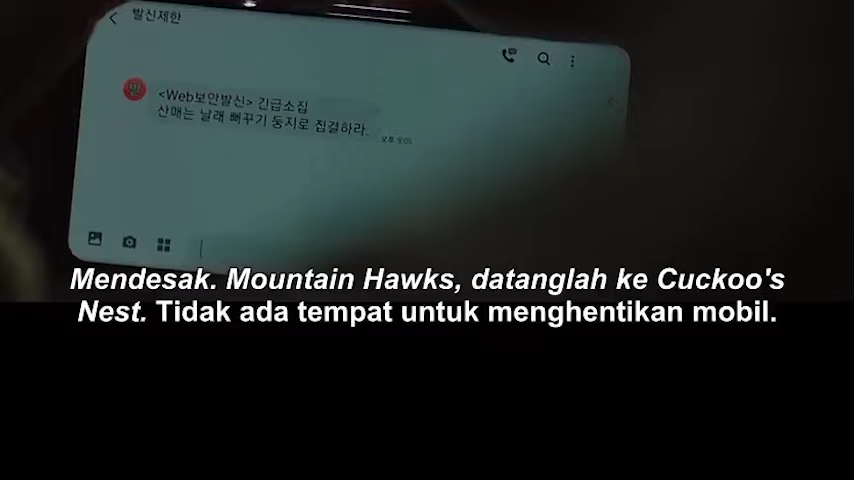 발신제한
<Web보안발신> 긴급소집
산매는 날래 뻐꾸기 둥지로 집결하라.
오후 9:05
Mendesak. Mountain Hawks, datanglah ke Cuckoo's
Nest. Tidak ada tempat untuk menghentikan mobil.